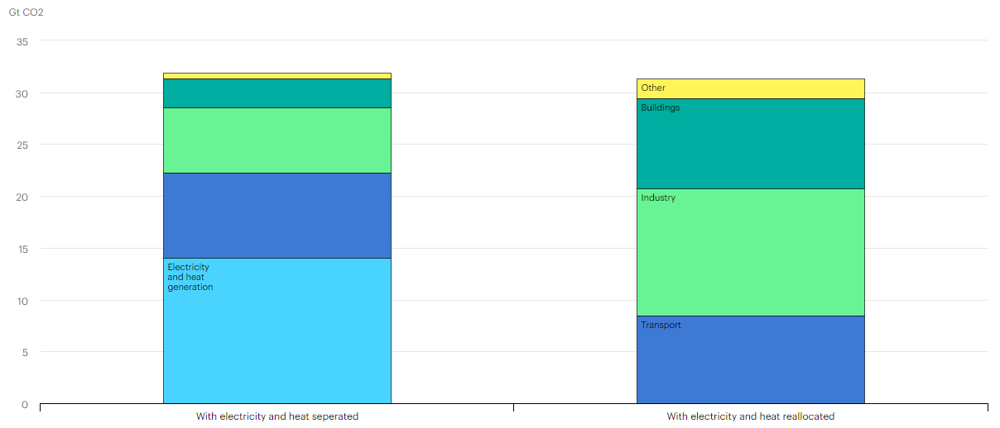 Gt CO2
35
30
25
20
15
10
5
0
Electricity
and heat
generation
Other
Buildings
Industry
Transport
With electricity and heat seperated
With electricity and heat reallocated